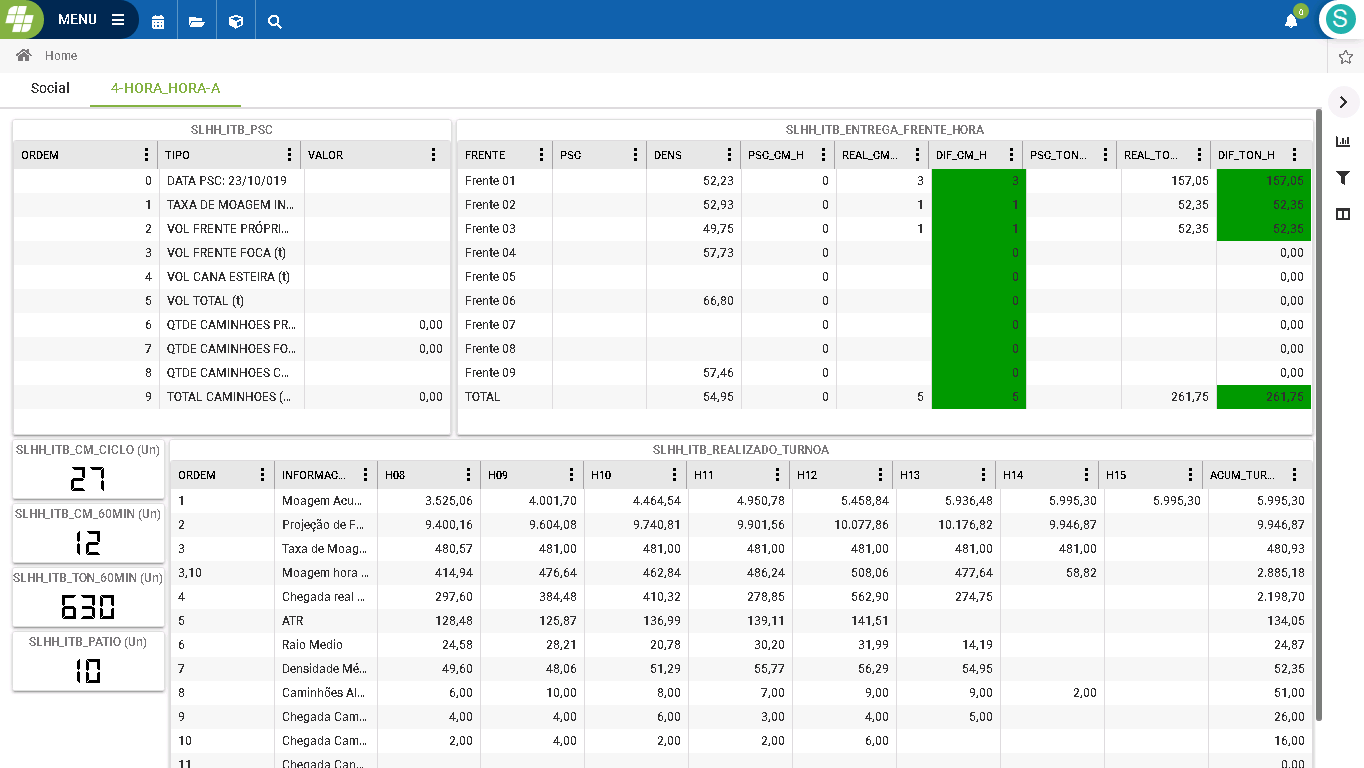 MENU
0
S
Home
Social 4-HORA_HORA-A
SLHH_ITB_PSC
ORDEM TIPO VALOR
0 DATA PSC: 23/10/019
1 TAXA DE MOAGEM IN...
2 VOL FRENTE PRÓPRI...
3 VOL FRENTE FOCA (t)
4 VOL CANA ESTEIRA (t)
5 VOL TOTAL (t)
6 QTDE CAMINHOES PR... 0,00
7 QTDE CAMINHOES FO... 0,00
8 QTDE CAMINHOES C...
9 TOTAL CAMINHOES (... 0,00
SLHH_ITB_ENTREGA_FRENTE_HORA
FRENTE PSC DENS PSC_CM_H REAL_CM... DIF_CM_H PSC_TON... REAL_TO... DIF_TON_H
Frente 01 52,23 0 3 3 157,05 157,05
Frente 02 52,93 0 1 1 52,35 52,35
Frente 03 49,75 0 1 1 52,35 52,35
Frente 04 57,73 0 0 0,00
Frente 05 0 0 0,00
Frente 06 66,80 0 0 0,00
Frente 07 0 0 0,00
Frente 08 0 0 0,00
Frente 09 57,46 0 0 0,00
TOTAL 54,95 0 5 5 261,75 261,75
SLHH_ITB_CM_CICLO (Un)
27
SLHH_ITB_CM_60MIN (Un)
12
SLHH_ITB_TON_60MIN (Un)
630
SLHH_ITB_PATIO (Un)
10
SLHH_ITB_REALIZADO_TURNOA
ORDEM INFORMAC... H08 H09 H10 H11 H12 H13 H14 H15 ACUM_TUR...
1 Moagem Acu... 3.525,06 4.001,70 4.464,54 4.950,78 5.458,84 5.936,48 5.995,30 5.995,30 5.995,30
2 Projeção de F... 9.400,16 9.604,08 9.740,81 9.901,56 10.077,86 10.176,82 9.946,87 9.946,87
3 Taxa de Moag... 480,57 481,00 481,00 481,00 481,00 481,00 481,00 480,93
3,10 Moagem hora ... 414,94 476,64 462,84 486,24 508,06 477,64 58,82 2.885,18
4 Chegada real ... 297,60 384,48 410,32 278,85 562,90 274,75 2.198,70
5 ATR 128,48 125,87 136,99 139,11 141,51 134,05
6 Raio Medio 24,58 28,21 20,78 30,20 31,99 14,19 24,87
7 Densidade Mé... 49,60 48,06 51,29 55,77 56,29 54,95 52,35
8 Caminhões Al... 6,00 10,00 8,00 7,00 9,00 9,00 2,00 51,00
9 Chegada Cam... 4,00 4,00 6,00 3,00 4,00 5,00 26,00
10 Chegada Cam... 2,00 4,00 2,00 2,00 6,00 16,00
11 Chegada Can... 0,00